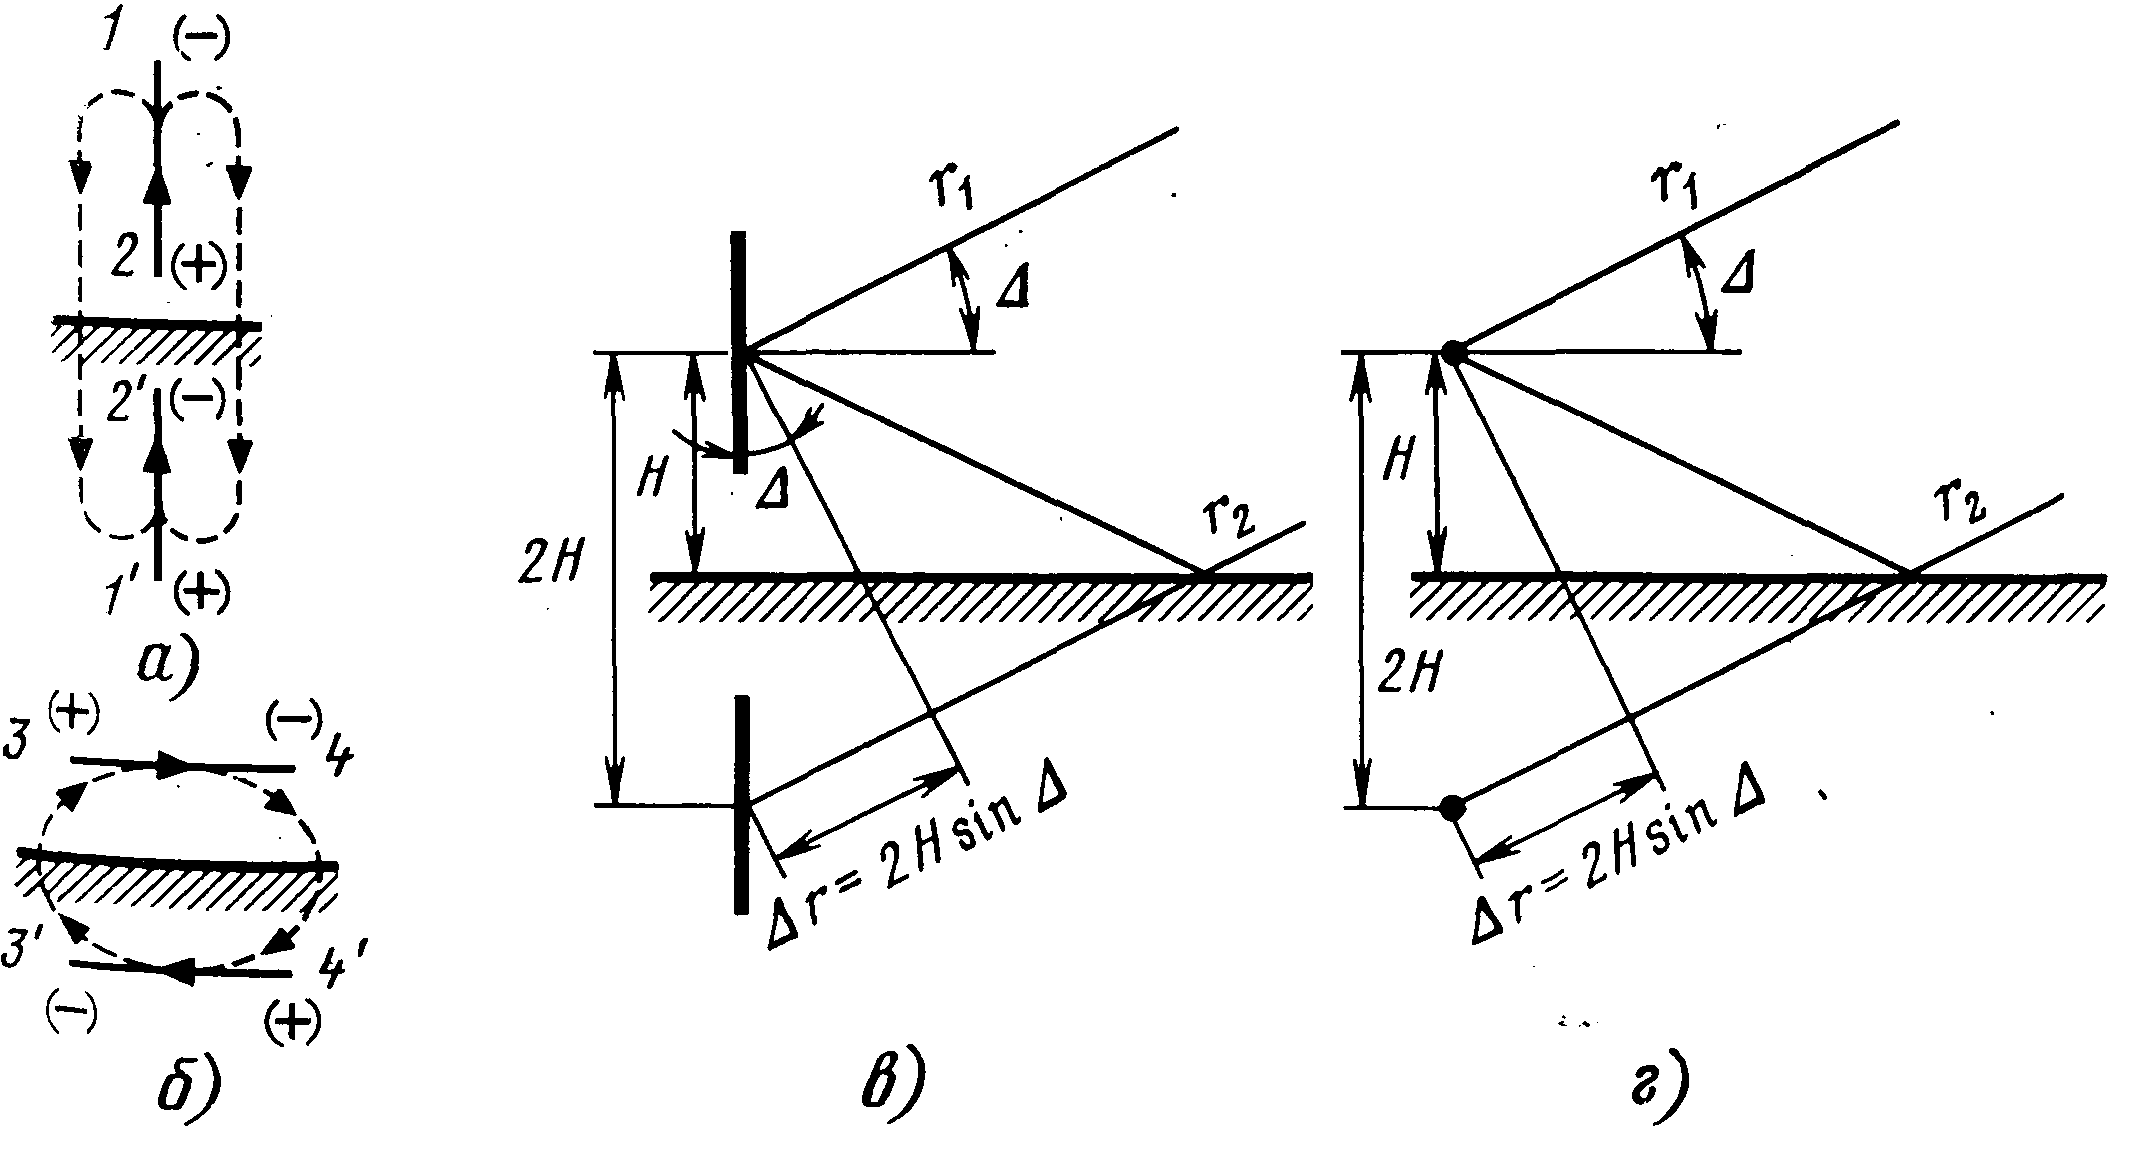 1 (−)
2 (+)
2′ (−)
1′ (+)
а)
3 (+) (−) 4
3′ (−) (+) 4′
б)
r₁
Δ
H
Δ
2H
r₂
Δr = 2H sin Δ
в)
r₁
Δ
H
r₂
2H
Δr = 2H sin Δ
г)